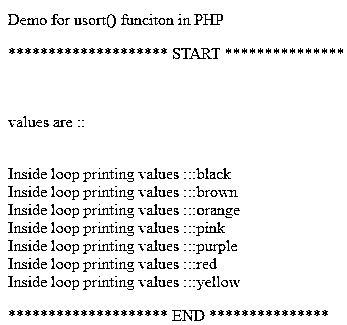 Demo for usort() funciton in PHP
******************** START ***************
values are ::
Inside loop printing values :::black
Inside loop printing values :::brown
Inside loop printing values :::orange
Inside loop printing values :::pink
Inside loop printing values :::purple
Inside loop printing values :::red
Inside loop printing values :::yellow
******************** END ***************